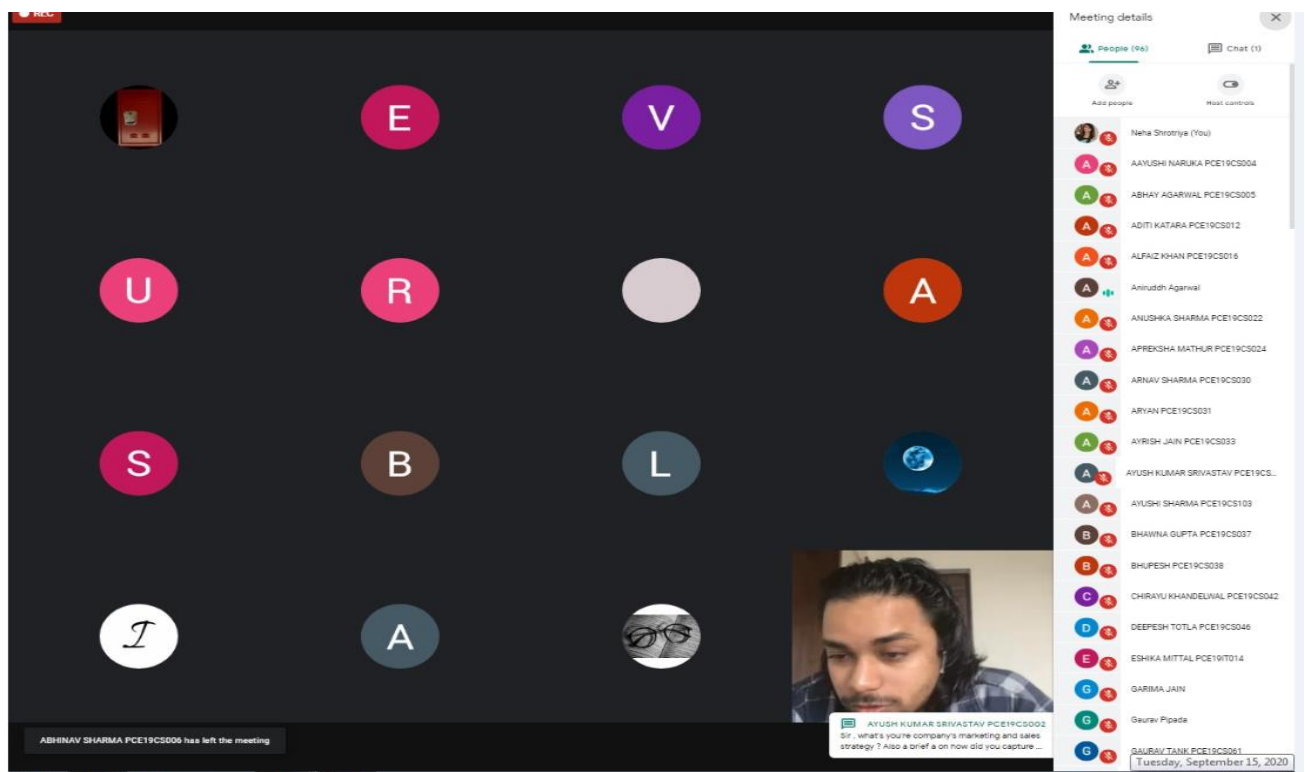 REC
E
V
S
U
R
A
S
B
L
I
A
ABHINAV SHARMA PCE19CS006 has left the meeting
AYUSH KUMAR SRIVASTAV PCE19CS002
Sir , what's you're company's marketing and sales
strategy ? Also a brief a on how did you capture ...
Meeting details
People (96)
Chat (1)
Add people
Host controls
Neha Shrotriya (You)
A AAYUSHI NARUKA PCE19CS004
A ABHAY AGARWAL PCE19CS005
A ADITI KATARA PCE19CS012
A ALFAIZ KHAN PCE19CS016
A Aniruddh Agarwal
A ANUSHKA SHARMA PCE19CS022
A APREKSHA MATHUR PCE19CS024
A ARNAV SHARMA PCE19CS030
A ARYAN PCE19CS031
A AYRISH JAIN PCE19CS033
A AYUSH KUMAR SRIVASTAV PCE19CS...
A AYUSHI SHARMA PCE19CS103
B BHAWNA GUPTA PCE19CS037
B BHUPESH PCE19CS038
C CHIRAYU KHANDELWAL PCE19CS042
D DEEPESH TOTLA PCE19CS046
E ESHIKA MITTAL PCE19IT014
G GARIMA JAIN
G Gaurav Pipada
G GAURAV TANK PCE19CS061
Tuesday, September 15, 2020